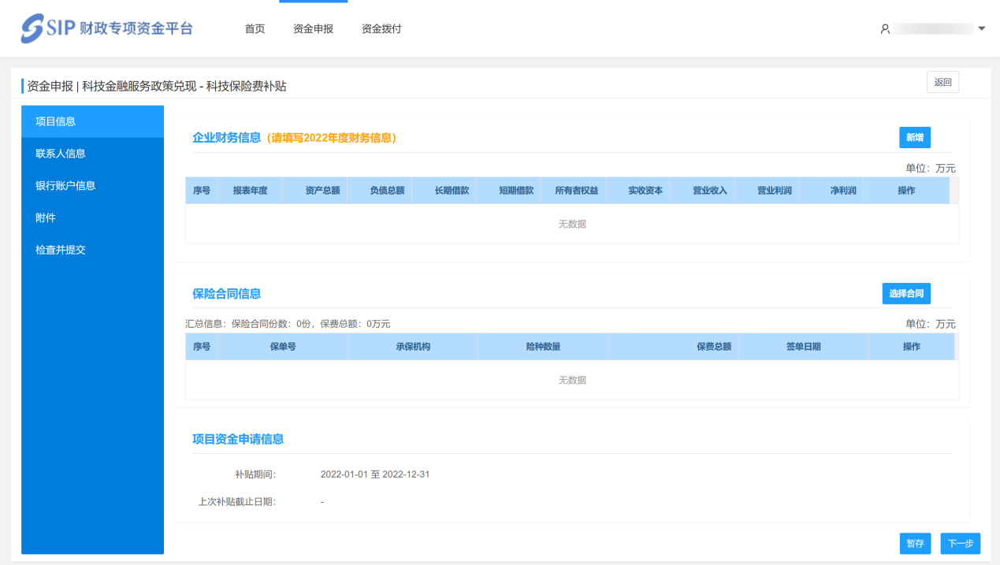 SIP 财政专项资金平台 首页 资金申报 资金拨付
资金申报 | 科技金融服务政策兑现 - 科技保险费补贴 返回
项目信息
联系人信息
银行账户信息
附件
检查并提交
企业财务信息（请填写2022年度财务信息） 新增
单位：万元
序号 报表年度 资产总额 负债总额 长期借款 短期借款 所有者权益 实收资本 营业收入 营业利润 净利润 操作
无数据
保险合同信息 选择合同
汇总信息：保险合同份数：0份，保费总额：0万元 单位：万元
序号 保单号 承保机构 险种数量 保费总额 签单日期 操作
无数据
项目资金申请信息
补贴期间： 2022-01-01 至 2022-12-31
上次补贴截止日期： -
暂存 下一步